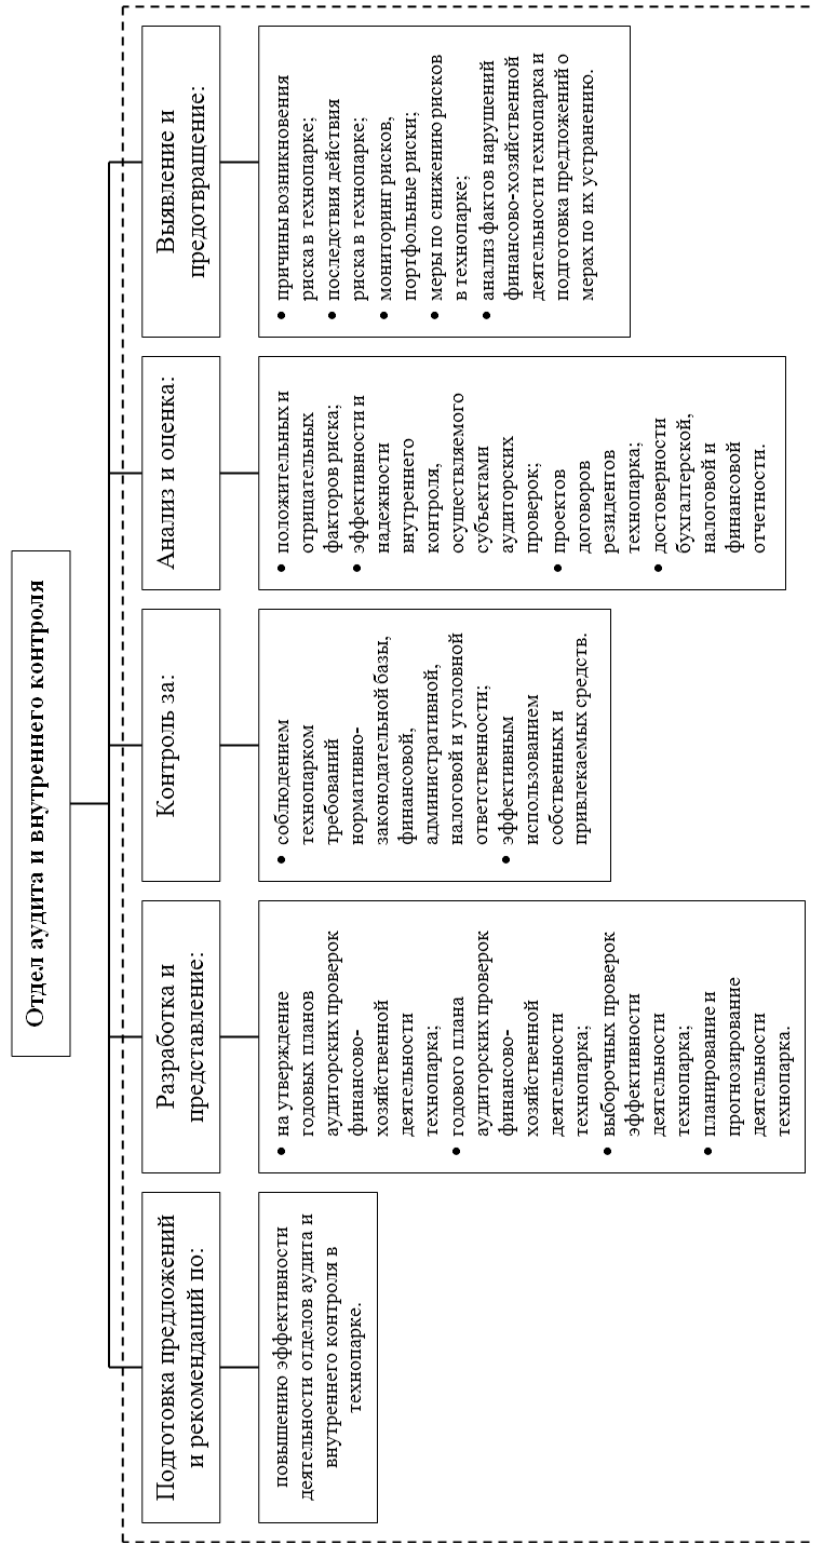 Отдел аудита и внутреннего контроля
Подготовка предложений
и рекомендаций по:
повышению эффективности
деятельности отделов аудита и
внутреннего контроля в
технопарке.
Разработка и
представление:
• на утверждение
годовых планов
аудиторских проверок
финансово-
хозяйственной
деятельности
технопарка;
• годового плана
аудиторских проверок
финансово-
хозяйственной
деятельности
технопарка;
• выборочных проверок
эффективности
деятельности
технопарка;
• планирование и
прогнозирование
деятельности
технопарка.
Контроль за:
• соблюдением
технопарком
требований
нормативно-
законодательной базы,
финансовой,
административной,
налоговой и уголовной
ответственности;
• эффективным
использованием
собственных и
привлекаемых средств.
Анализ и оценка:
• положительных и
отрицательных
факторов риска;
• эффективности и
надежности
внутреннего
контроля,
осуществляемого
субъектами
аудиторских
проверок;
• проектов
договоров
резидентов
технопарка;
• достоверности
бухгалтерской,
налоговой и
финансовой
отчетности.
Выявление и
предотвращение:
• причины возникновения
риска в технопарке;
• последствия действия
риска в технопарке;
• мониторинг рисков,
портфольные риски;
• меры по снижению рисков
в технопарке;
• анализ фактов нарушений
финансово-хозяйственной
деятельности технопарка и
подготовка предложений о
мерах по их устранению.